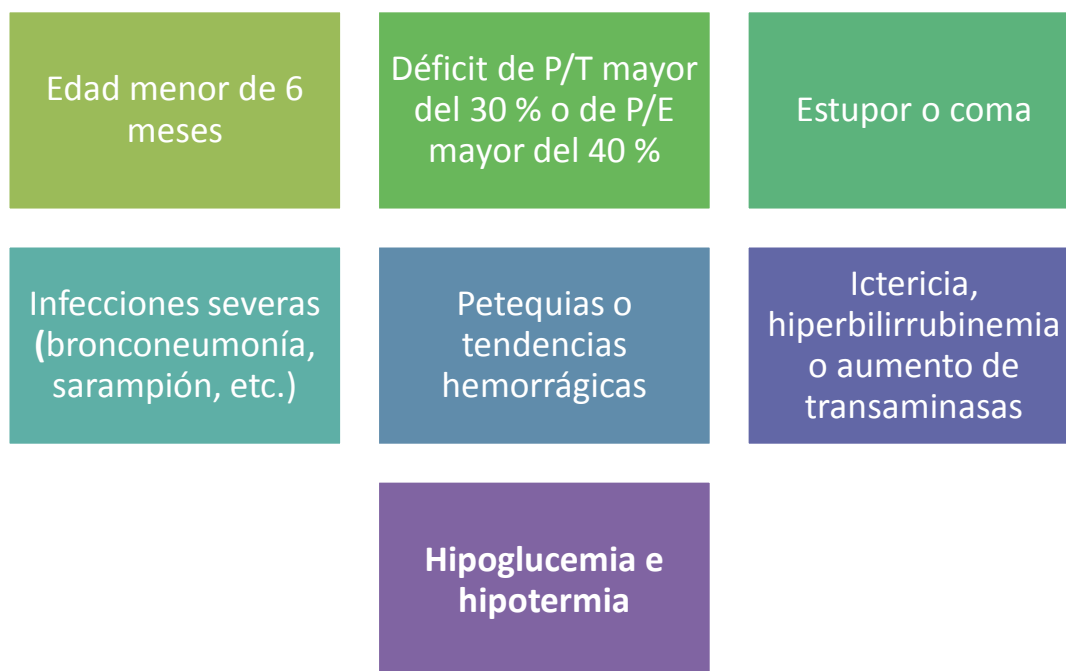 Edad menor de 6
meses
Déficit de P/T mayor
del 30 % o de P/E
mayor del 40 %
Estupor o coma
Infecciones severas
(bronconeumonía,
sarampión, etc.)
Petequias o
tendencias
hemorrágicas
Ictericia,
hiperbilirrubinemia
o aumento de
transaminasas
Hipoglucemia e
hipotermia